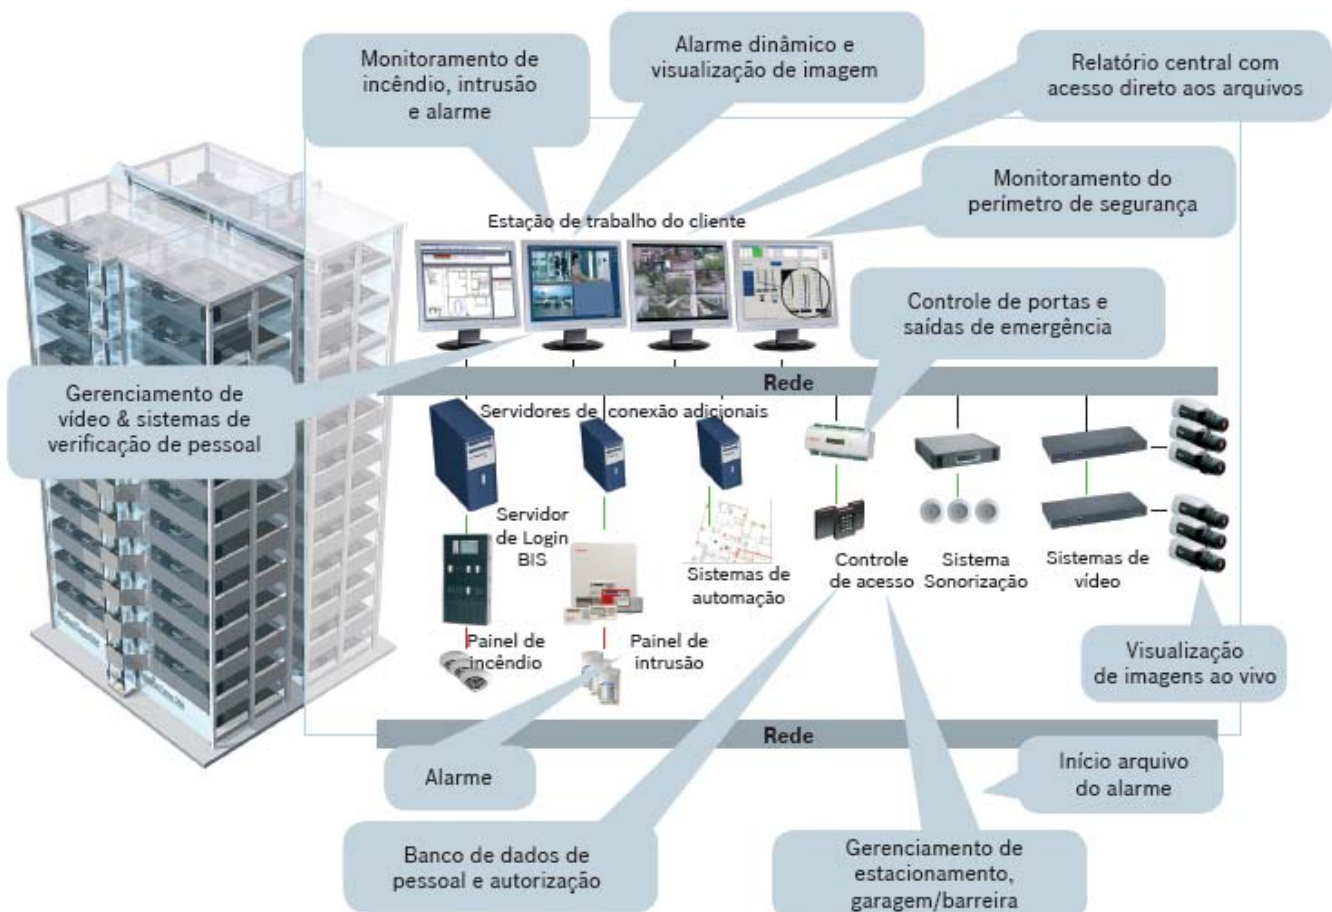 Monitoramento de
incêndio, intrusão
e alarme
Alarme dinâmico e
visualização de imagem
Relatório central com
acesso direto aos arquivos
Monitoramento do
perímetro de segurança
Estação de trabalho do cliente
Controle de portas e
saídas de emergência
Rede
Gerenciamento de
vídeo & sistemas de
verificação de pessoal
Servidores de conexão adicionais
Servidor
de Login
BIS
Sistemas de
automação
Controle
de acesso
Sistema
Sonorização
Sistemas de
vídeo
Painel de
incêndio
Painel de
intrusão
Visualização
de imagens ao vivo
Rede
Alarme
Início arquivo
do alarme
Banco de dados de
pessoal e autorização
Gerenciamento de
estacionamento,
garagem/barreira